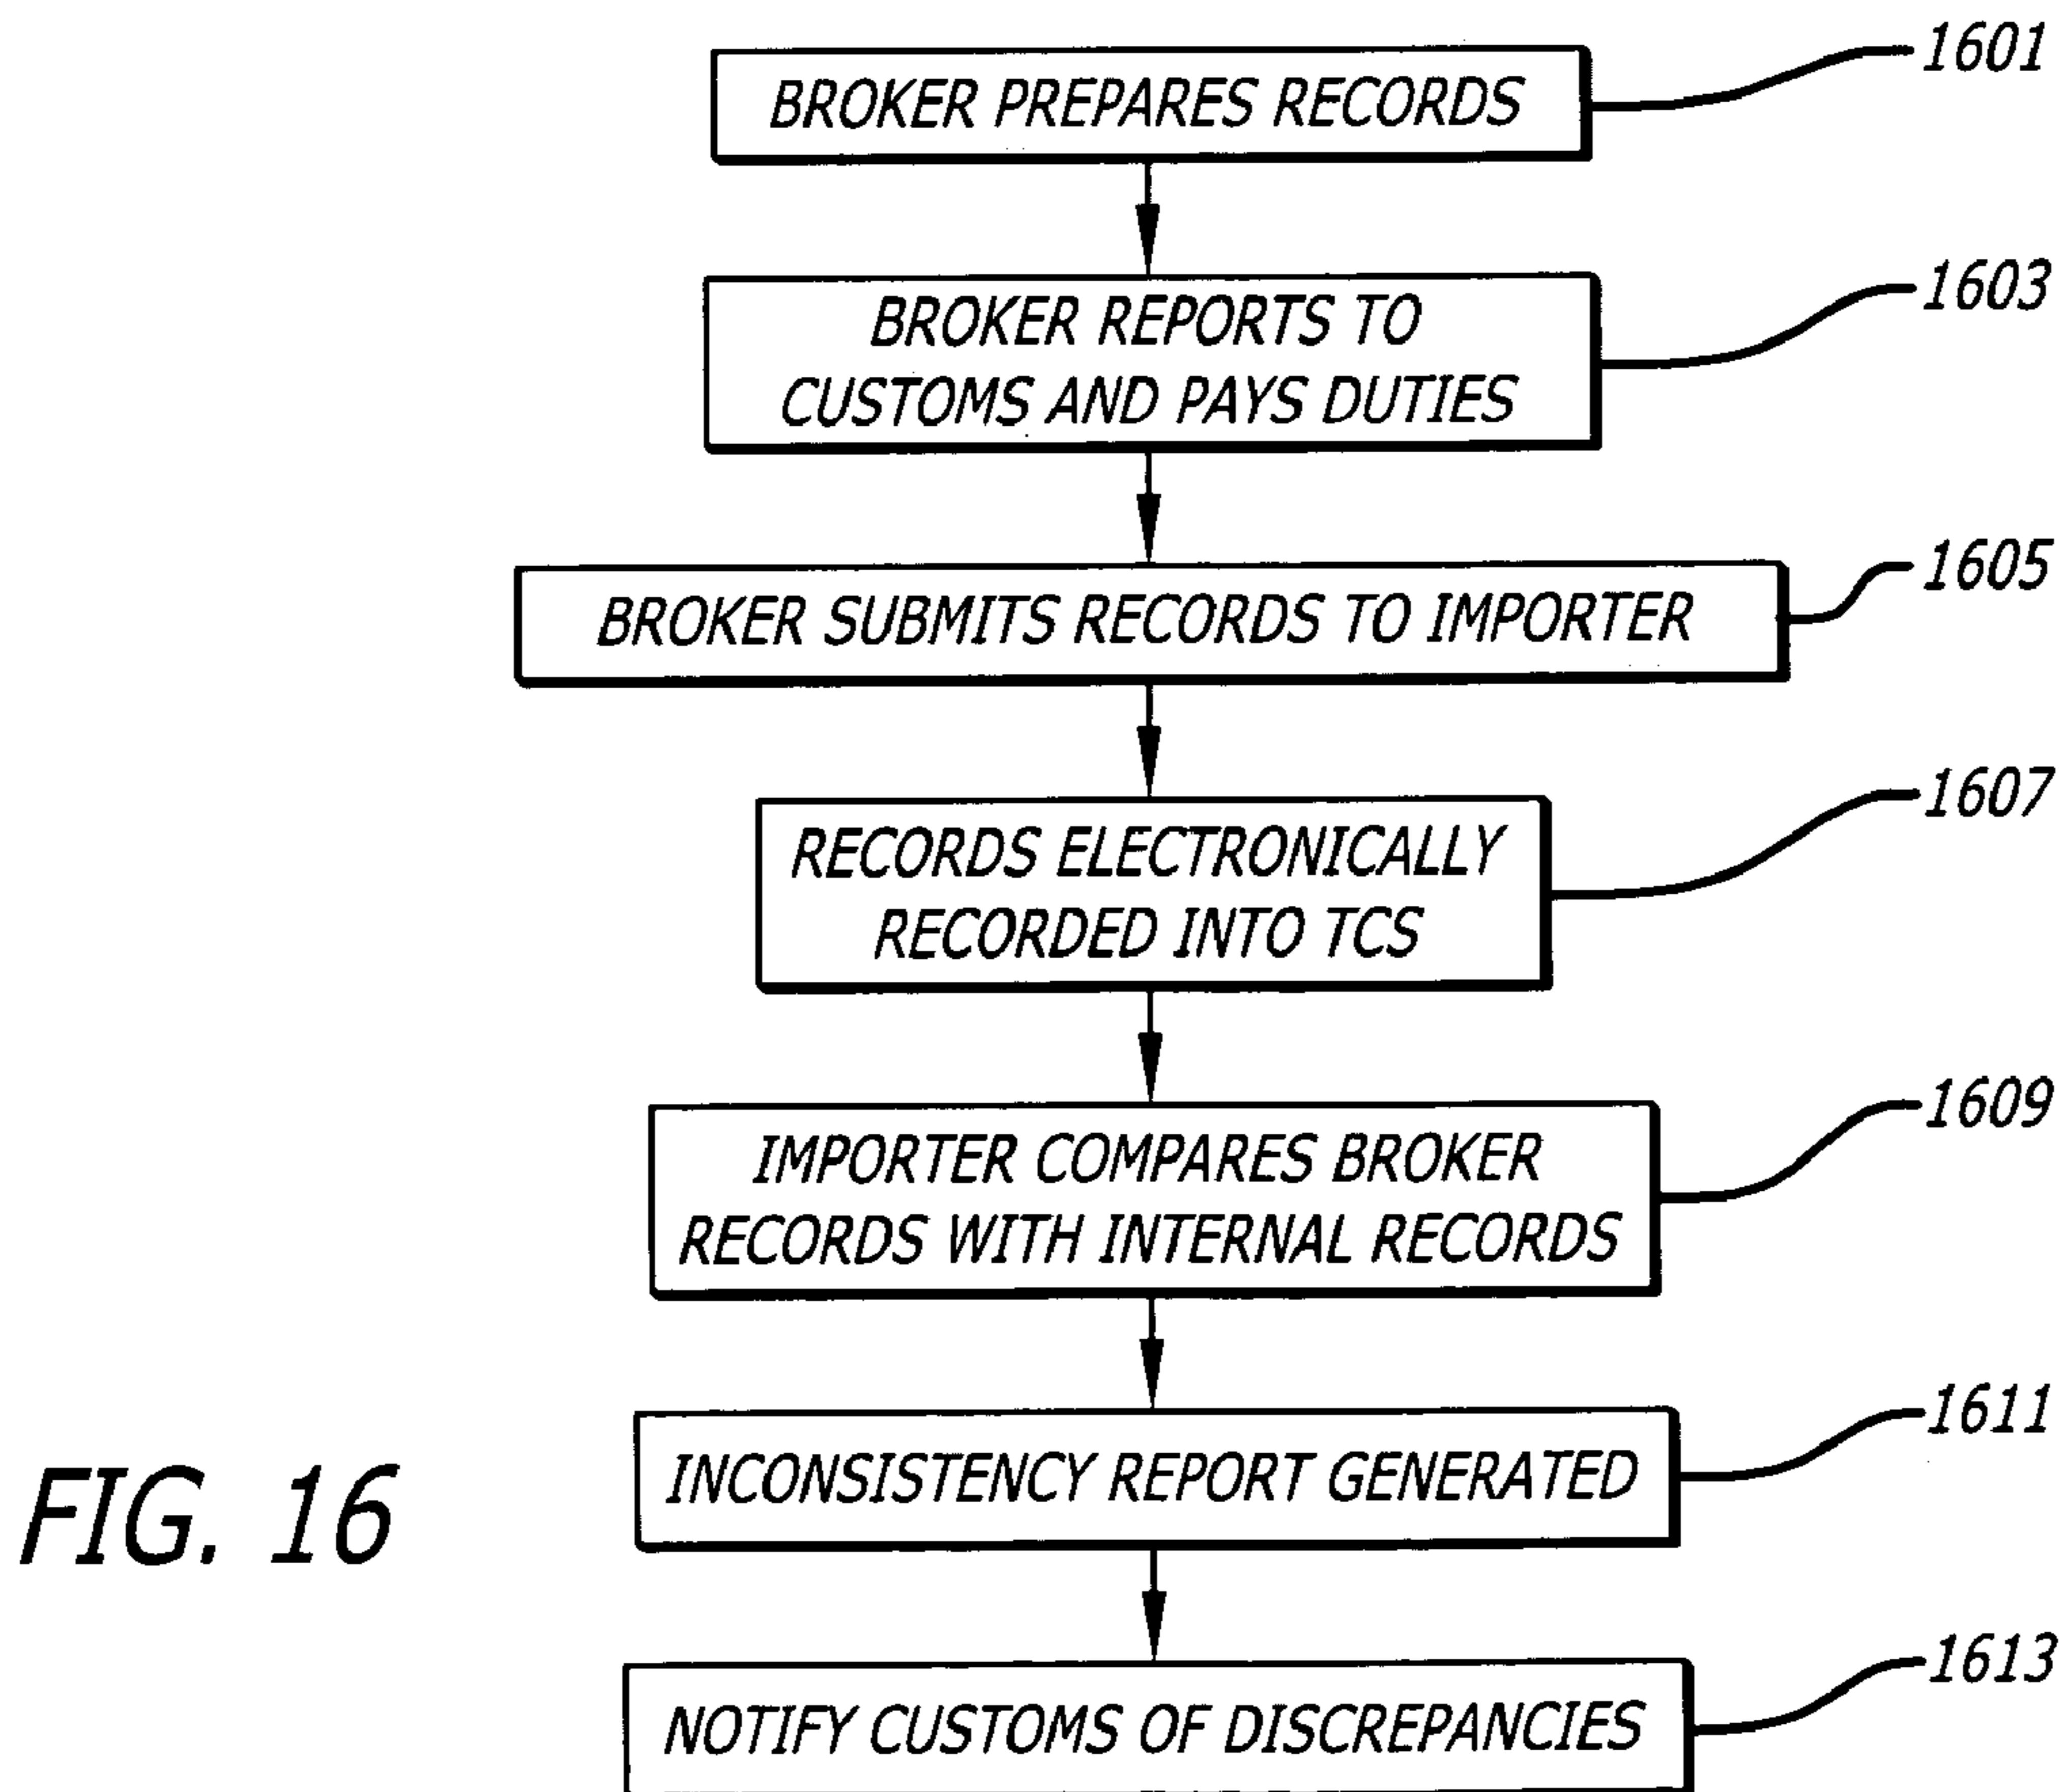 BROKER PREPARES RECORDS
1601
BROKER REPORTS TO
CUSTOMS AND PAYS DUTIES
1603
BROKER SUBMITS RECORDS TO IMPORTER
1605
RECORDS ELECTRONICALLY
RECORDED INTO TCS
1607
IMPORTER COMPARES BROKER
RECORDS WITH INTERNAL RECORDS
1609
INCONSISTENCY REPORT GENERATED
1611
NOTIFY CUSTOMS OF DISCREPANCIES
1613
FIG. 16